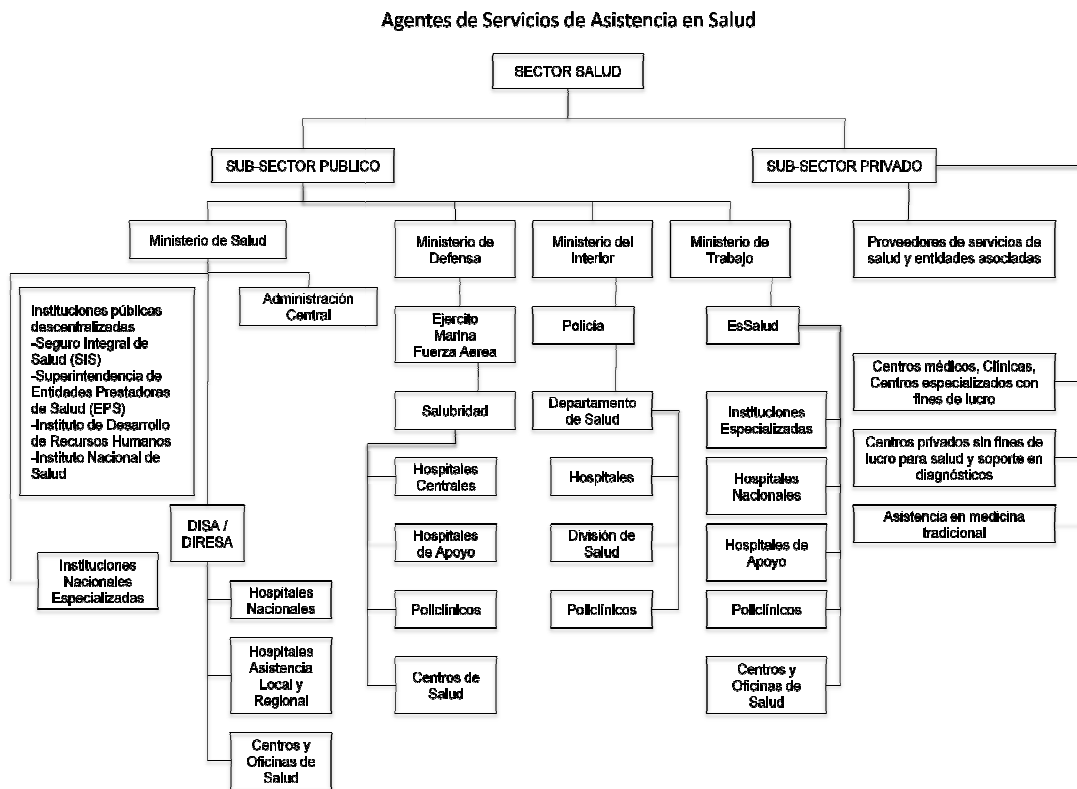 Agentes de Servicios de Asistencia en Salud
SECTOR SALUD
SUB-SECTOR PUBLICO
SUB-SECTOR PRIVADO
Ministerio de Salud
Ministerio de
Defensa
Ministerio del
Interior
Ministerio de
Trabajo
Proveedores de servicios de
salud y entidades asociadas
Instituciones públicas
descentralizadas
-Seguro Integral de
Salud (SIS)
-Superintendencia de
Entidades Prestadoras
de Salud (EPS)
-Instituto de Desarrollo
de Recursos Humanos
-Instituto Nacional de
Salud
Administración
Central
Ejercito
Marina
Fuerza Aerea
Policía
EsSalud
Salubridad
Departamento
de Salud
Instituciones
Especializadas
Centros médicos, Clínicas,
Centros especializados con
fines de lucro
Hospitales
Centrales
Hospitales
Hospitales
Nacionales
Centros privados sin fines de
lucro para salud y soporte en
diagnósticos
DISA /
DIRESA
Hospitales
de Apoyo
División de
Salud
Hospitales de
Apoyo
Asistencia en medicina
tradicional
Instituciones
Nacionales
Especializadas
Hospitales
Nacionales
Policlínicos
Policlínicos
Policlínicos
Hospitales
Asistencia
Local y
Regional
Centros de
Salud
Centros y
Oficinas de
Salud
Centros y
Oficinas de
Salud